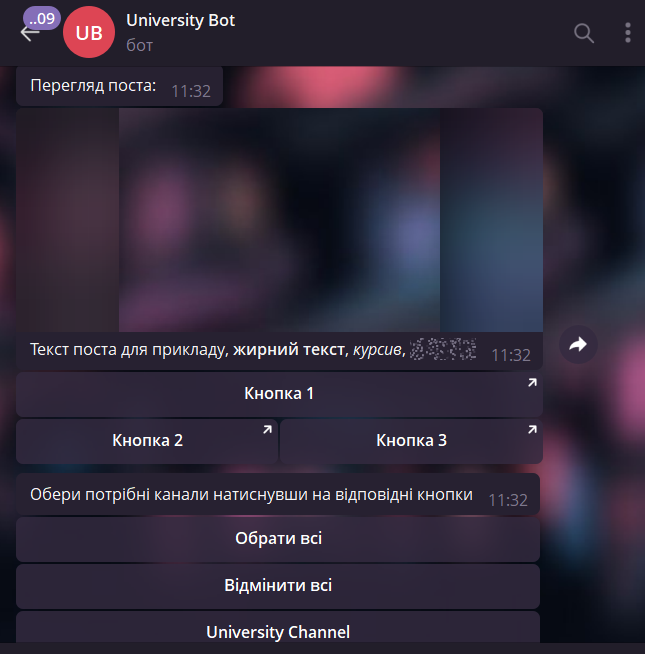 ..09
UB
University Bot
бот
Перегляд поста:
11:32
Текст поста для прикладу, жирний текст, курсив,
11:32
Кнопка 1
Кнопка 2
Кнопка 3
Обери потрібні канали натиснувши на відповідні кнопки
11:32
Обрати всі
Відмінити всі
University Channel